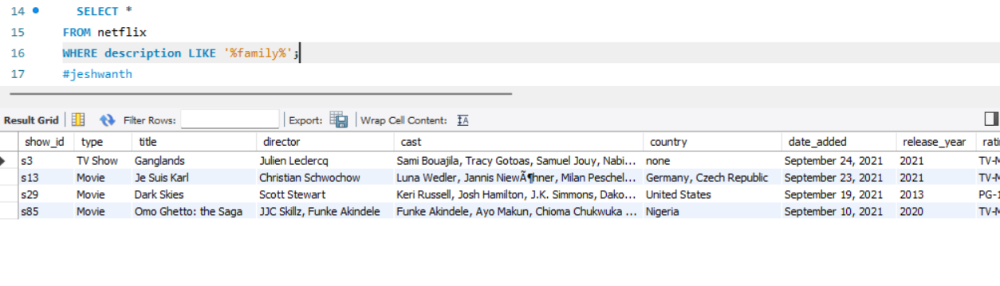 14 SELECT *
15 FROM netflix
16 WHERE description LIKE '%family%';
17 #jeshwanth
Result Grid Filter Rows: Export: Wrap Cell Content:
show_id type title director cast country date_added release_year rati
s3 TV Show Ganglands Julien Leclercq Sami Bouajila, Tracy Gotoas, Samuel Jouy, Nabi... none September 24, 2021 2021 TV-M
s13 Movie Je Suis Karl Christian Schwochow Luna Wedler, Jannis NiewÃ¶hner, Milan Peschel... Germany, Czech Republic September 23, 2021 2021 TV-M
s29 Movie Dark Skies Scott Stewart Keri Russell, Josh Hamilton, J.K. Simmons, Dako... United States September 19, 2021 2013 PG-1
s85 Movie Omo Ghetto: the Saga JJC Skillz, Funke Akindele Funke Akindele, Ayo Makun, Chioma Chukwuka ... Nigeria September 10, 2021 2020 TV-M